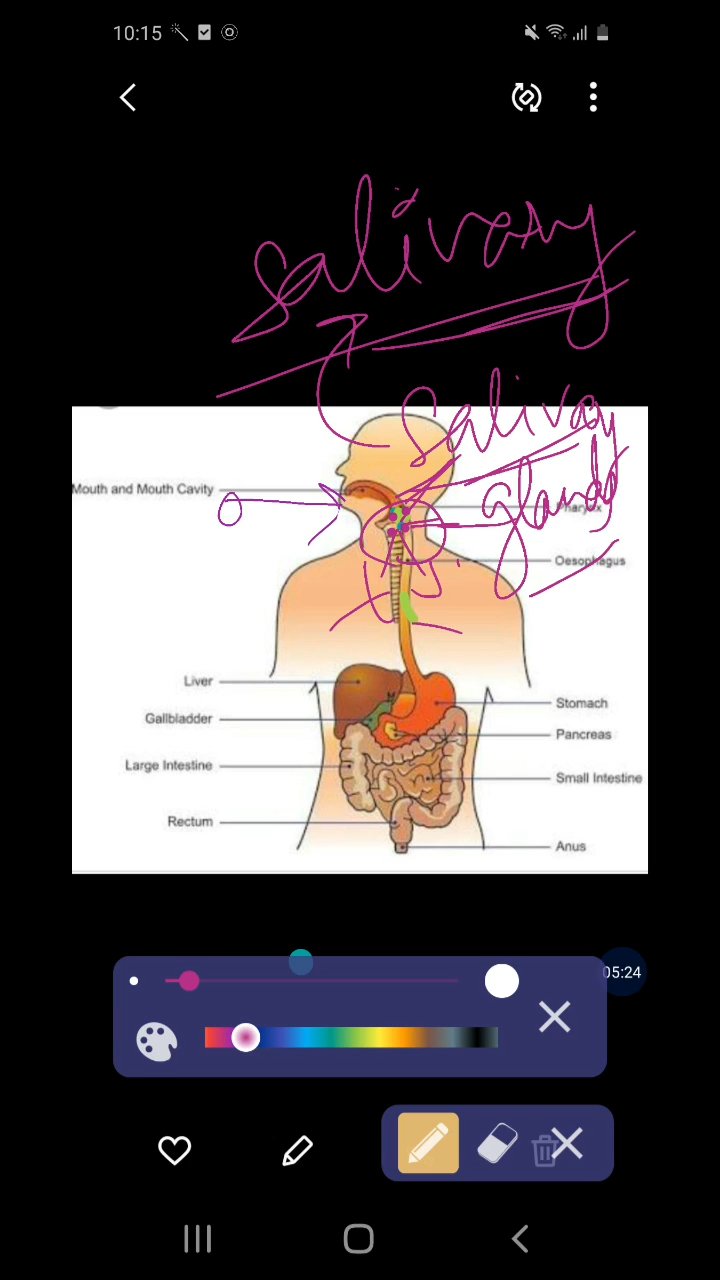 10:15
Salivary
Salivary
glands
Mouth and Mouth Cavity
Pharynx
Oesophagus
Liver
Stomach
Gallbladder
Pancreas
Large Intestine
Small Intestine
Rectum
Anus
05:24